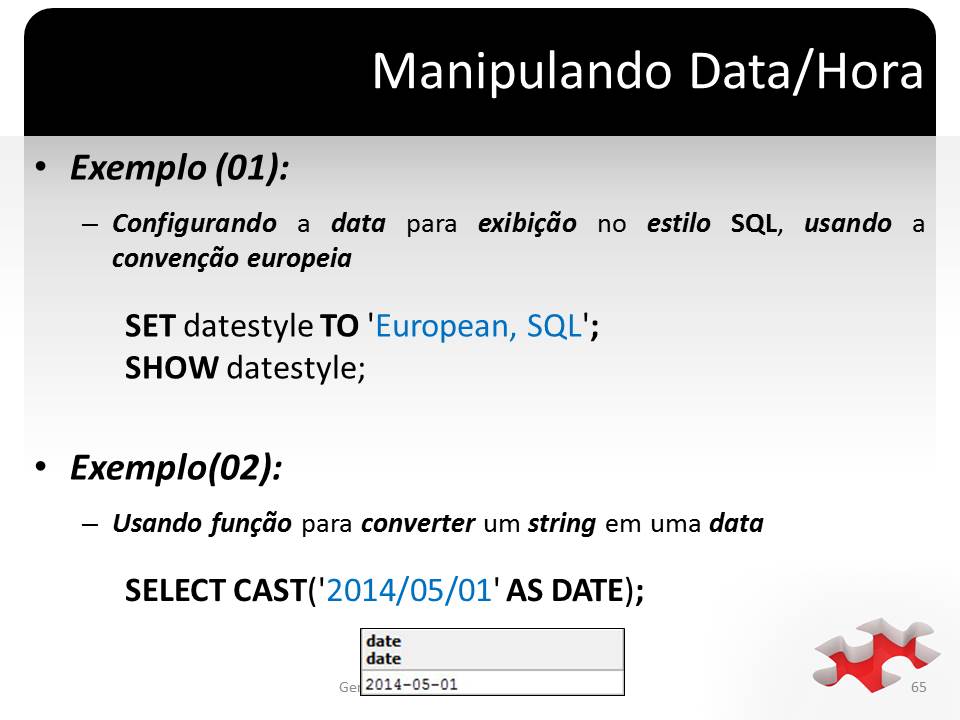 Manipulando Data/Hora
• Exemplo (01):
– Configurando a data para exibição no estilo SQL, usando a
convenção europeia
SET datestyle TO 'European, SQL';
SHOW datestyle;
• Exemplo(02):
– Usando função para converter um string em uma data
SELECT CAST('2014/05/01' AS DATE);
date
date
2014-05-01
65